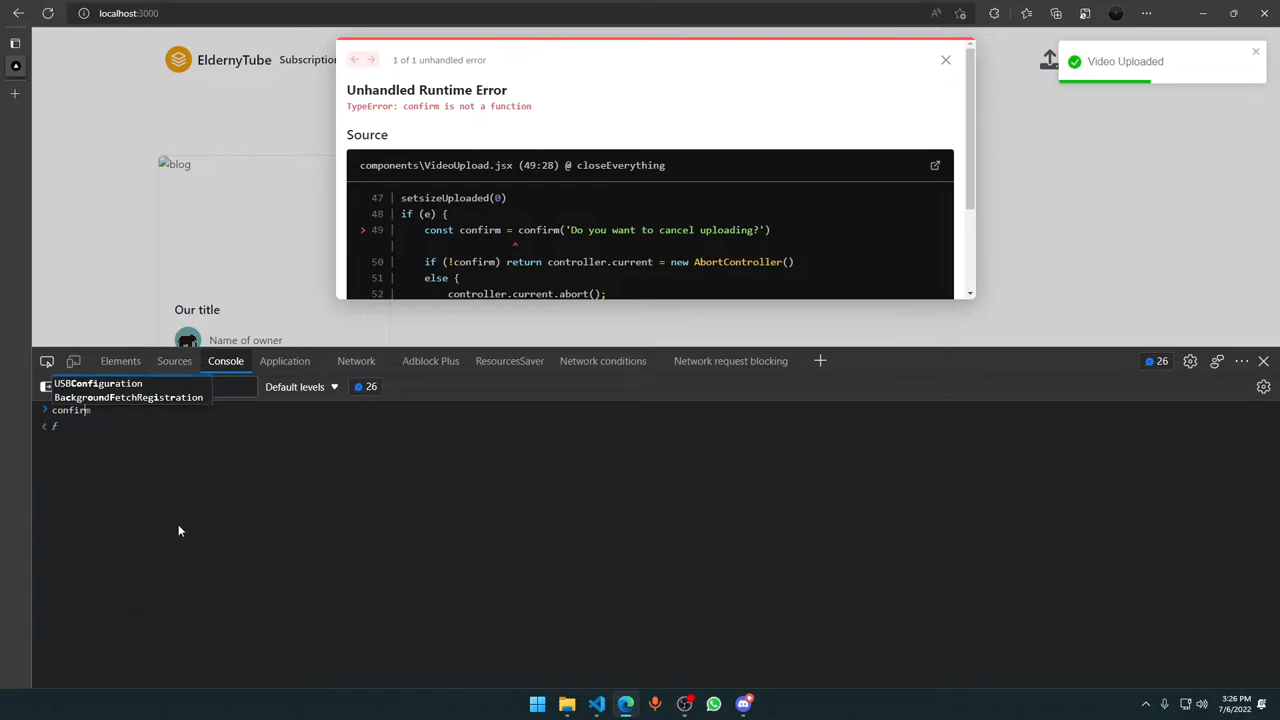 localhost:3000
EldernyTube
Subscription
1 of 1 unhandled error
Unhandled Runtime Error
TypeError: confirm is not a function
Source
components\VideoUpload.jsx (49:28) @ closeEverything
47 | setsizeUploaded(0)
48 | if (e) {
> 49 | const confirm = confirm('Do you want to cancel uploading?')
| ^
50 | if (!confirm) return controller.current = new AbortController()
51 | else {
52 | controller.current.abort();
Video Uploaded
blog
Our title
Name of owner
Elements Sources Console Application Network Adblock Plus ResourcesSaver Network conditions Network request blocking 26
USBConfiguration
BackgroundFetchRegistration
Default levels ▼ 26
> confirm
< f
3:26 PM
7/6/2022